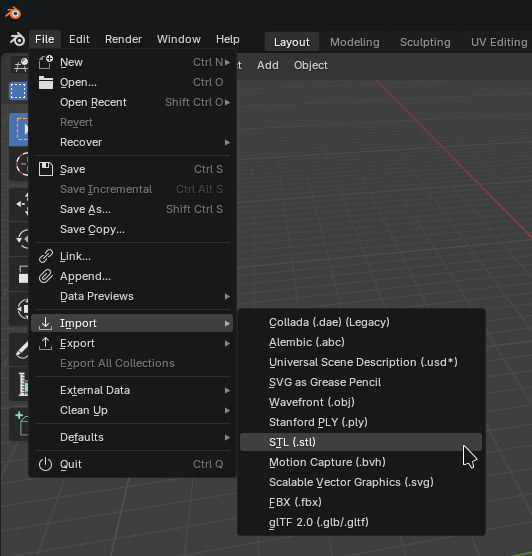 File Edit Render Window Help Layout Modeling Sculpting UV Editing
Add Object
New Ctrl N
Open... Ctrl O
Open Recent Shift Ctrl O
Revert
Recover
Save Ctrl S
Save Incremental Ctrl Alt S
Save As... Shift Ctrl S
Save Copy...
Link...
Append...
Data Previews
Import
Export
Export All Collections
External Data
Clean Up
Defaults
Quit Ctrl Q
Collada (.dae) (Legacy)
Alembic (.abc)
Universal Scene Description (.usd*)
SVG as Grease Pencil
Wavefront (.obj)
Stanford PLY (.ply)
STL (.stl)
Motion Capture (.bvh)
Scalable Vector Graphics (.svg)
FBX (.fbx)
glTF 2.0 (.glb/.gltf)